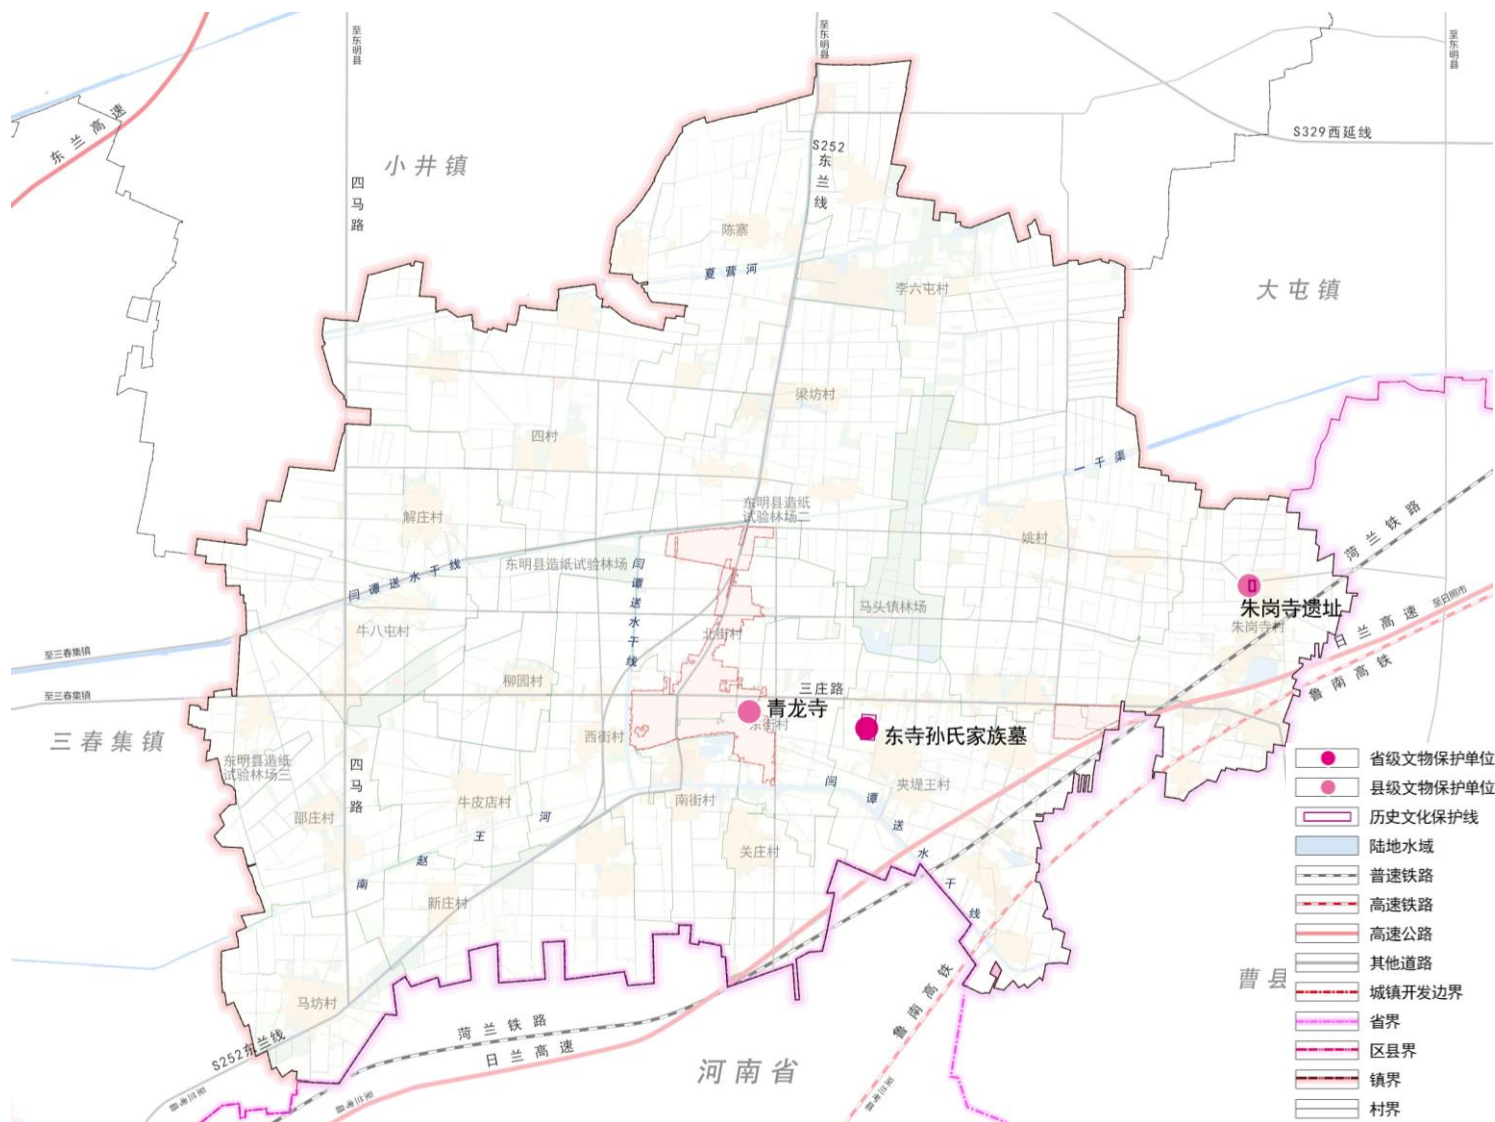 至东明县
至东明县
至东明县
东兰高速
小井镇
四马路
S252
东兰线
S329西延线
陈寨
夏营河
李六屯村
大屯镇
梁坊村
四村
一干渠
解庄村
东明县造纸
试验林场二
姚村
菏兰铁路
东明县造纸试验林场
闫谭送水干线
闫谭送水干线
朱岗寺遗址
朱岗寺村
至日照市
日兰高速
鲁南高铁
牛八屯村
北街村
马头镇林场
至三春集镇
至三春集镇
柳园村
三庄路
青龙寺
东街村
西街村
东寺孙氏家族墓
三春集镇
东明县造纸
试验林场三
四马路
邵庄村
牛皮店村
南赵王河
南街村
闫谭送水干线
夹堤王村
关庄村
新庄村
马坊村
S252东兰线
菏兰铁路
日兰高速
鲁南高铁
河南省
曹县
至兰考县
至兰考县
至兰考县
省级文物保护单位
县级文物保护单位
历史文化保护线
陆地水域
普速铁路
高速铁路
高速公路
其他道路
城镇开发边界
省界
区县界
镇界
村界